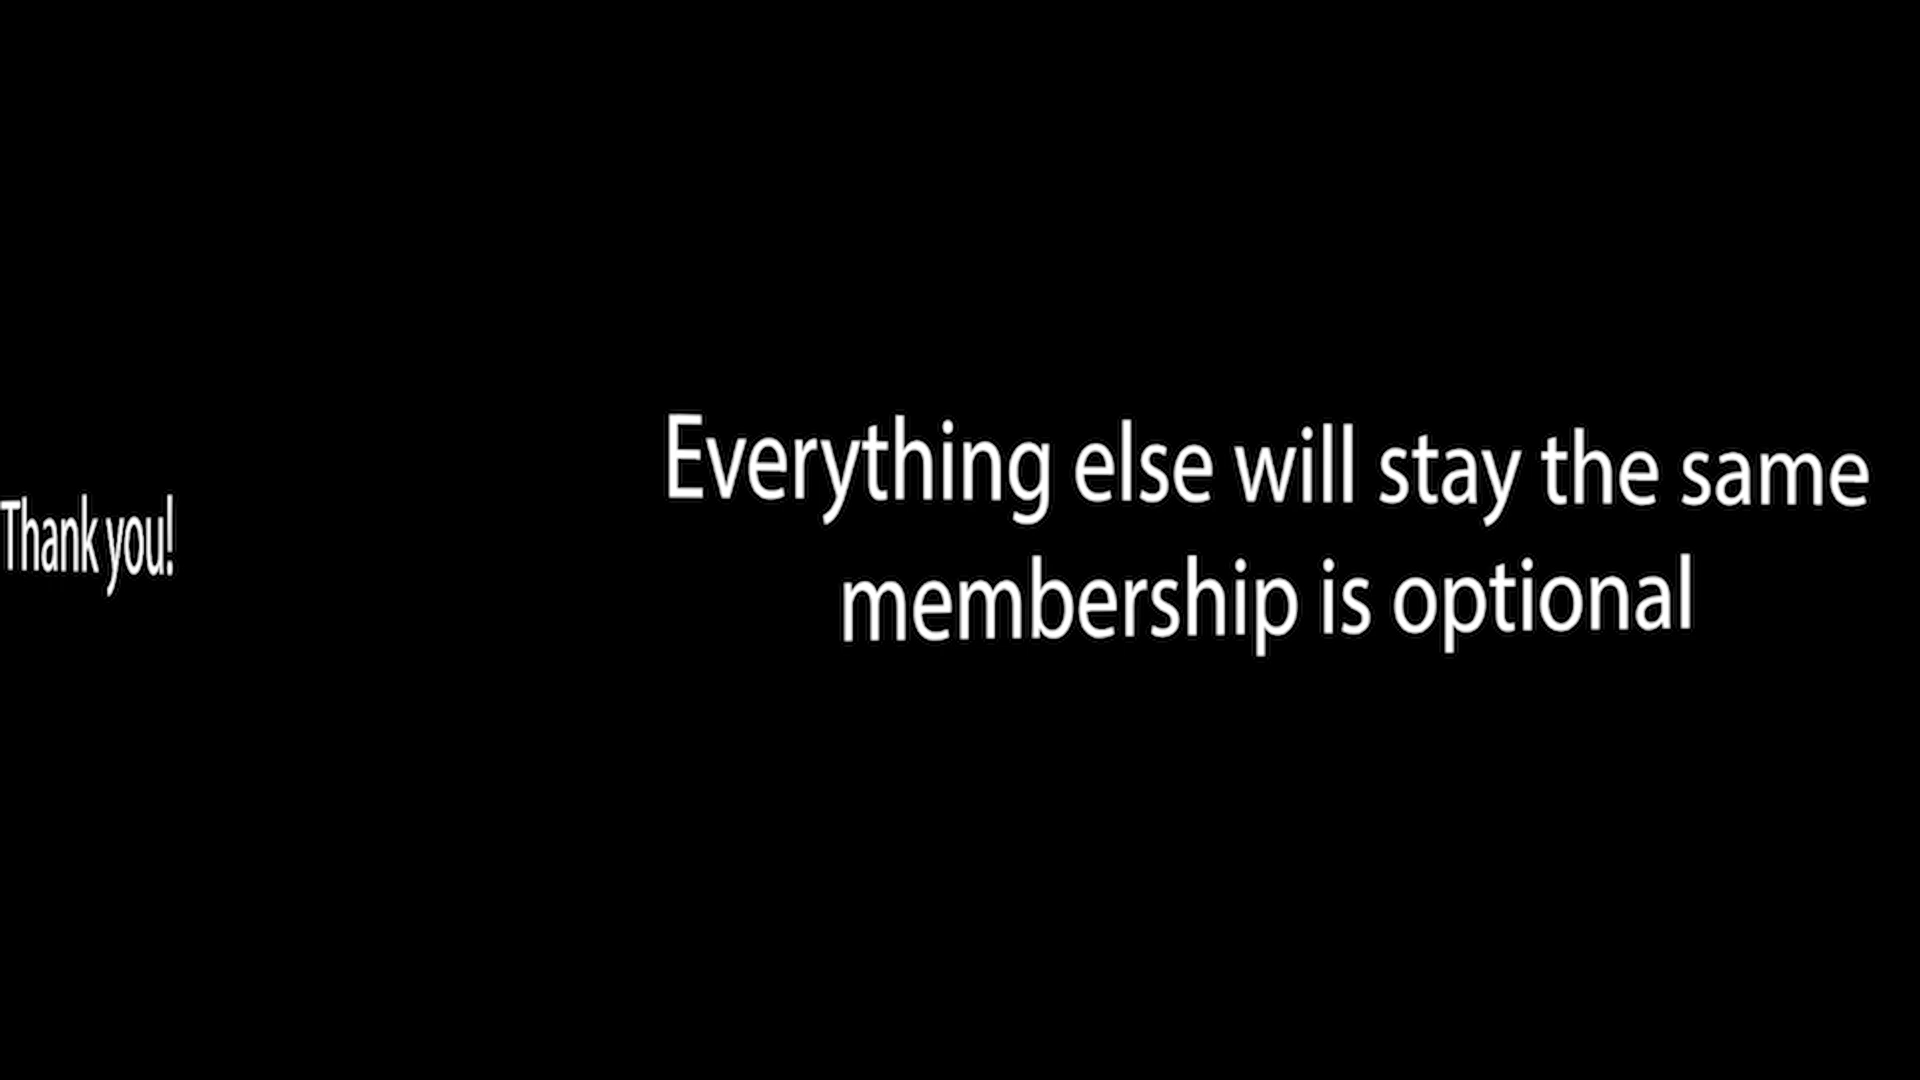 Thank you!
Everything else will stay the same
membership is optional